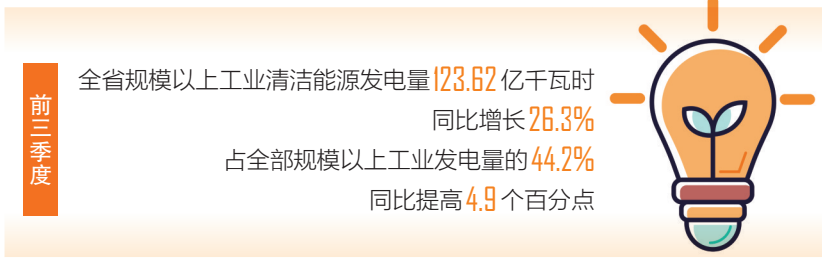 前三季度
全省规模以上工业清洁能源发电量123.62亿千瓦时
同比增长26.3%
占全部规模以上工业发电量的44.2%
同比提高4.9个百分点